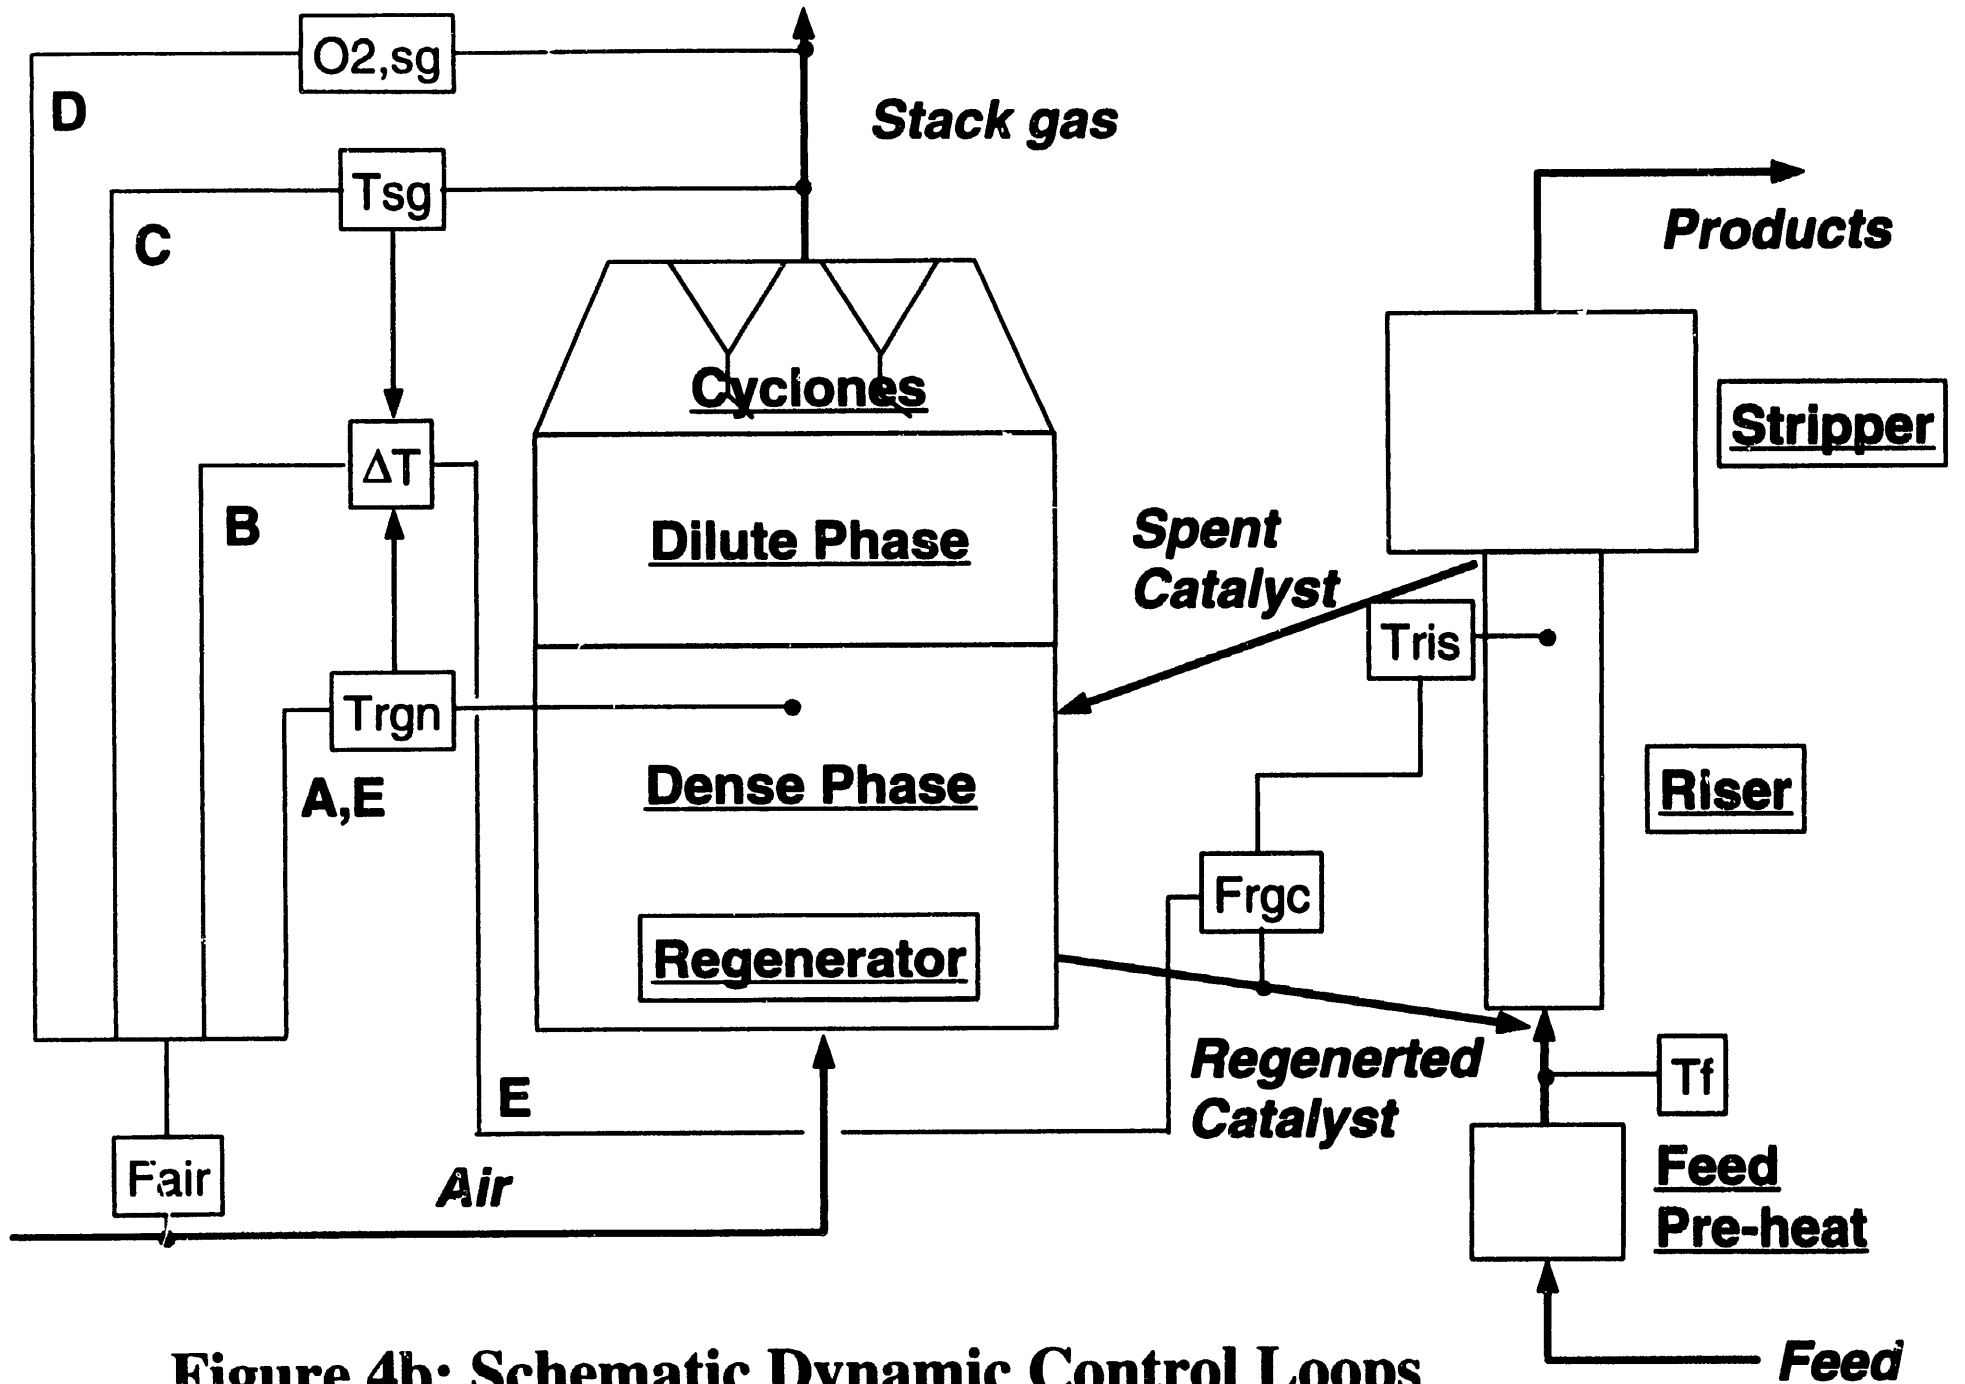 O2,sg
D
Stack gas
Tsg
C
Products
Cyclones
Stripper
ΔT
B
Dilute Phase
Spent
Catalyst
Tris
Trgn
A,E
Dense Phase
Riser
Frgc
Regenerator
Regenerted
Catalyst
Tf
E
Fair
Air
Feed
Pre-heat
Feed
Figure 4b: Schematic Dynamic Control Loops